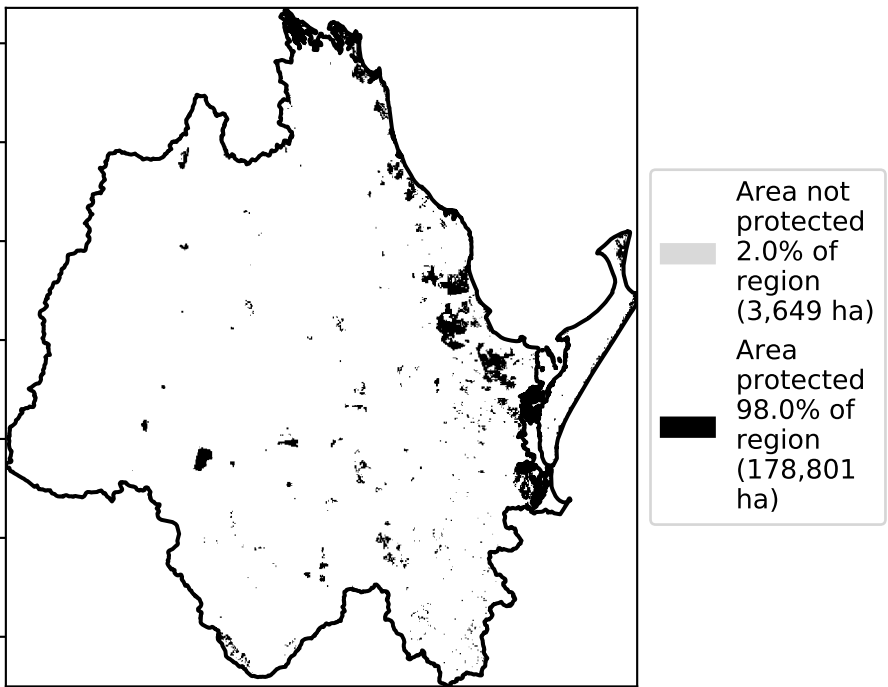 Area not
protected
2.0% of
region
(3,649 ha)
Area
protected
98.0% of
region
(178,801
ha)